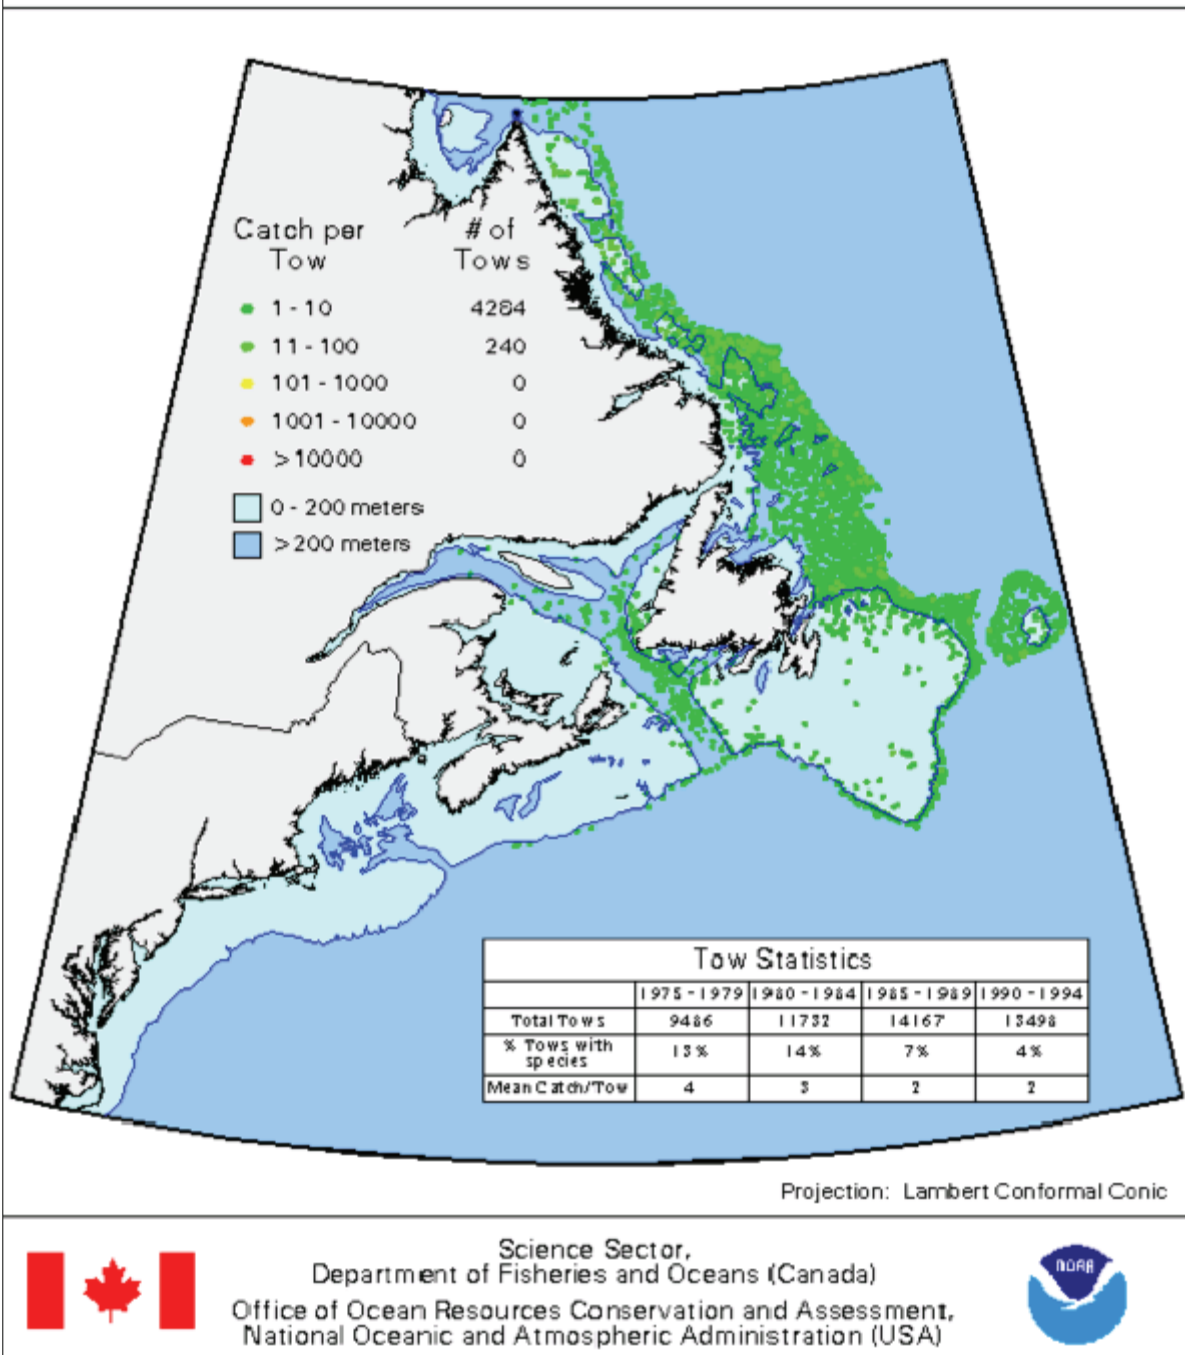 Catch per Tow # of Tows
1 - 10 4284
11 - 100 240
101 - 1000 0
1001 - 10000 0
>10000 0
0 - 200 meters
>200 meters
Tow Statistics
1975 - 1979 1980 - 1984 1985 - 1989 1990 - 1994
Total Tows 9486 11732 14167 13498
% Tows with species 13% 14% 7% 4%
Mean Catch/Tow 4 3 2 2
Projection: Lambert Conformal Conic
Science Sector,
Department of Fisheries and Oceans (Canada)
Office of Ocean Resources Conservation and Assessment,
National Oceanic and Atmospheric Administration (USA)
NOAA